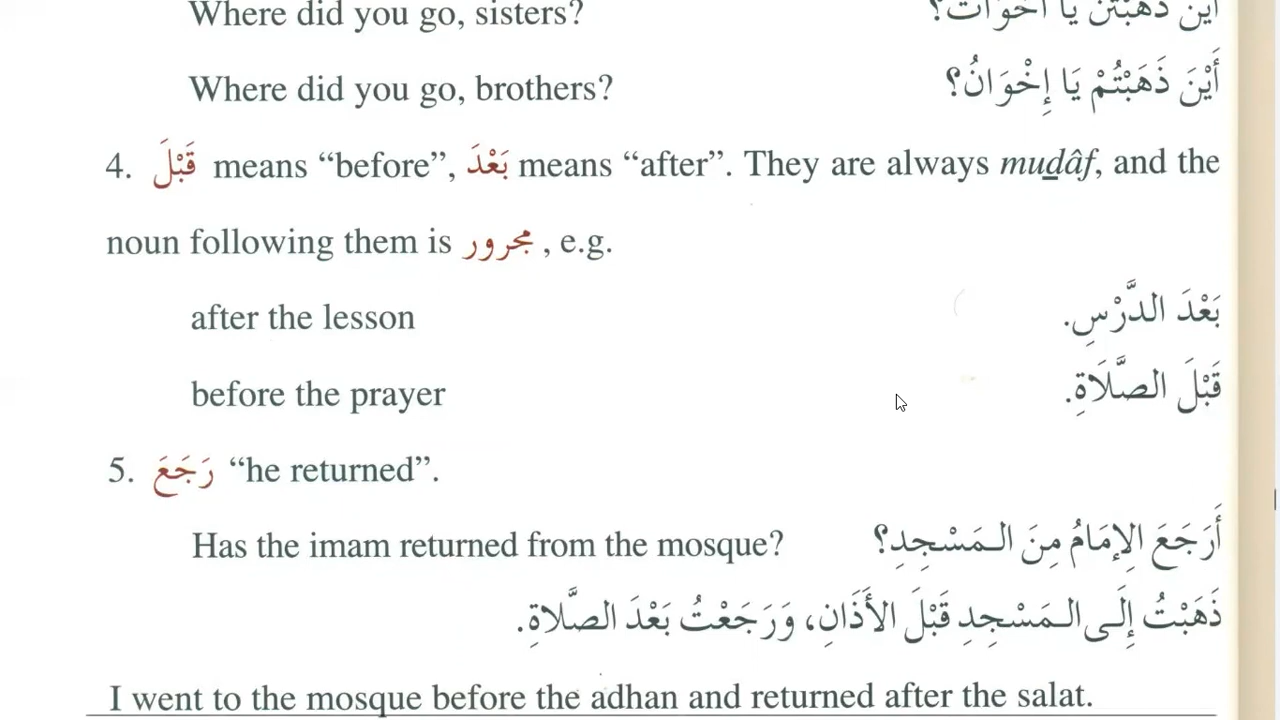 Where did you go, sisters? أَيْنَ ذَهَبْتُنَّ يَا أَخَوَاتُ؟
Where did you go, brothers? أَيْنَ ذَهَبْتُمْ يَا إِخْوَانُ؟
4. قَبْلَ means “before”, بَعْدَ means “after”. They are always mudâf, and the
noun following them is مجرور , e.g.
after the lesson بَعْدَ الدَّرْسِ.
before the prayer قَبْلَ الصَّلَاةِ.
5. رَجَعَ “he returned”.
Has the imam returned from the mosque? أَرَجَعَ الإِمَامُ مِنَ الـمَسْجِدِ؟
ذَهَبْتُ إِلَى الـمَسْجِدِ قَبْلَ الأَذَانِ، وَرَجَعْتُ بَعْدَ الصَّلاةِ.
I went to the mosque before the adhan and returned after the salat.